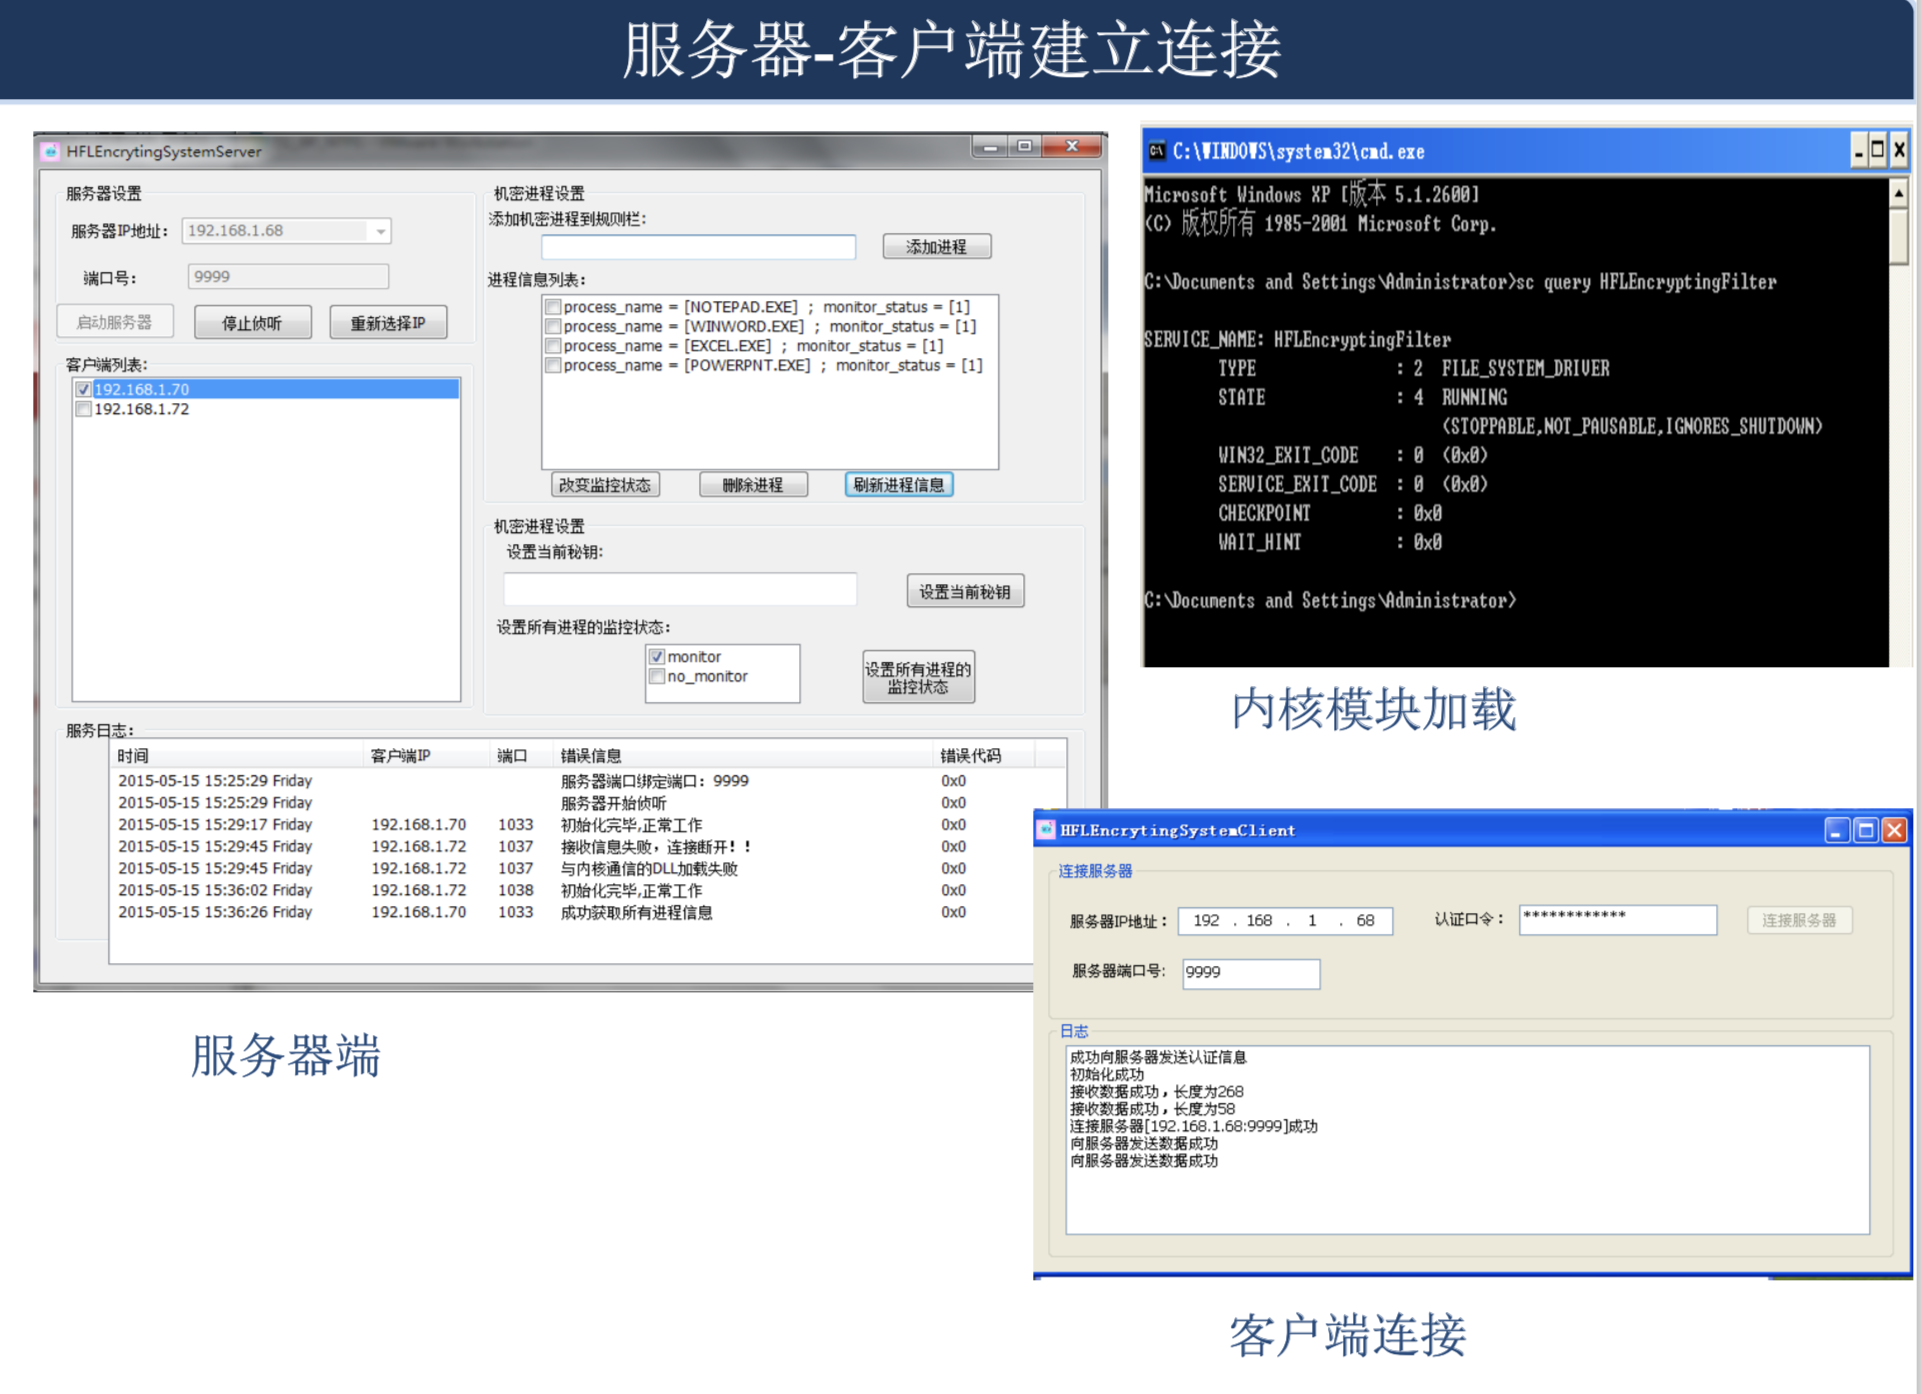 服务器-客户端建立连接
HFLEncrytingSystemServer
服务器设置
服务器IP地址: 192.168.1.68
端口号: 9999
启动服务器 停止侦听 重新选择IP
客户端列表:
192.168.1.70
192.168.1.72
机密进程设置
添加机密进程到规则栏:
添加进程
进程信息列表:
process_name = [NOTEPAD.EXE] ; monitor_status = [1]
process_name = [WINWORD.EXE] ; monitor_status = [1]
process_name = [EXCEL.EXE] ; monitor_status = [1]
process_name = [POWERPNT.EXE] ; monitor_status = [1]
改变监控状态 删除进程 刷新进程信息
机密进程设置
设置当前秘钥:
设置当前秘钥
设置所有进程的监控状态:
monitor
no_monitor
设置所有进程的
监控状态
服务日志:
时间 客户端IP 端口 错误信息 错误代码
2015-05-15 15:25:29 Friday 服务器端口绑定端口: 9999 0x0
2015-05-15 15:25:29 Friday 服务器开始侦听 0x0
2015-05-15 15:29:17 Friday 192.168.1.70 1033 初始化完毕,正常工作 0x0
2015-05-15 15:29:45 Friday 192.168.1.72 1037 接收信息失败，连接断开！！ 0x0
2015-05-15 15:29:45 Friday 192.168.1.72 1037 与内核通信的DLL加载失败 0x0
2015-05-15 15:36:02 Friday 192.168.1.72 1038 初始化完毕,正常工作 0x0
2015-05-15 15:36:26 Friday 192.168.1.70 1033 成功获取所有进程信息 0x0
服务器端
C:\WINDOWS\system32\cmd.exe
Microsoft Windows XP [版本 5.1.2600]
(C) 版权所有 1985-2001 Microsoft Corp.
C:\Documents and Settings\Administrator>sc query HFLEncryptingFilter
SERVICE_NAME: HFLEncryptingFilter
TYPE : 2 FILE_SYSTEM_DRIVER
STATE : 4 RUNNING
(STOPPABLE,NOT_PAUSABLE,IGNORES_SHUTDOWN)
WIN32_EXIT_CODE : 0 (0x0)
SERVICE_EXIT_CODE : 0 (0x0)
CHECKPOINT : 0x0
WAIT_HINT : 0x0
C:\Documents and Settings\Administrator>
内核模块加载
HFLEncrytingSystemClient
连接服务器
服务器IP地址： 192 . 168 . 1 . 68 认证口令： ************ 连接服务器
服务器端口号: 9999
日志
成功向服务器发送认证信息
初始化成功
接收数据成功，长度为268
接收数据成功，长度为58
连接服务器[192.168.1.68:9999]成功
向服务器发送数据成功
向服务器发送数据成功
客户端连接